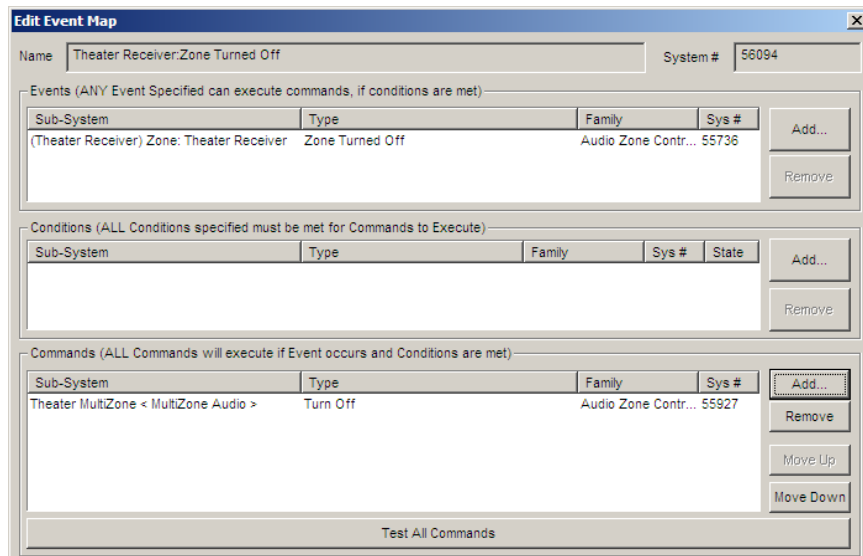 Edit Event Map
Name Theater Receiver:Zone Turned Off System # 56094
Events (ANY Event Specified can execute commands, if conditions are met)
Sub-System Type Family Sys # Add...
(Theater Receiver) Zone: Theater Receiver Zone Turned Off Audio Zone Contr... 55736
Remove
Conditions (ALL Conditions specified must be met for Commands to Execute)
Sub-System Type Family Sys # State Add...
Remove
Commands (ALL Commands will execute if Event occurs and Conditions are met)
Sub-System Type Family Sys # Add...
Theater MultiZone < MultiZone Audio > Turn Off Audio Zone Contr... 55927
Remove
Move Up
Move Down
Test All Commands